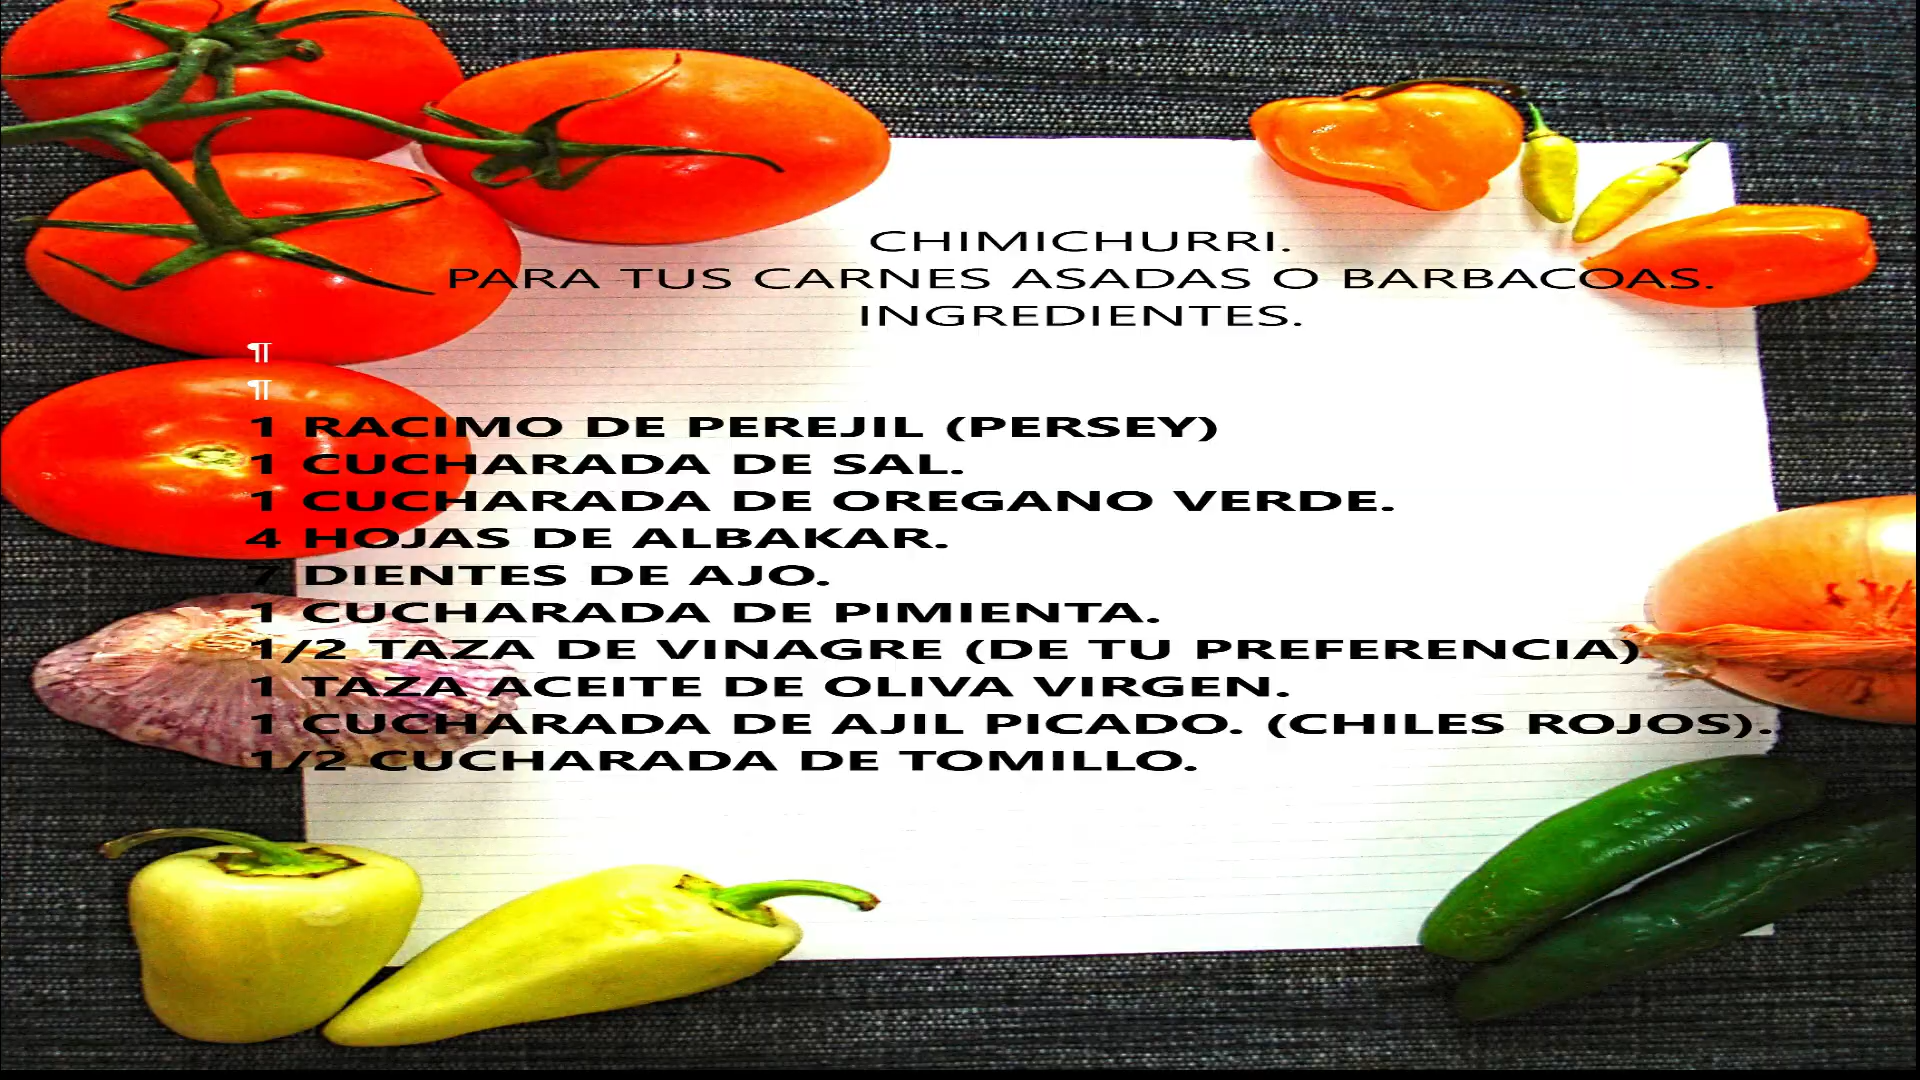 CHIMICHURRI.
PARA TUS CARNES ASADAS O BARBACOAS.
INGREDIENTES.
¶
¶
1 RACIMO DE PEREJIL (PERSEY)
1 CUCHARADA DE SAL.
1 CUCHARADA DE OREGANO VERDE.
4 HOJAS DE ALBAKAR.
7 DIENTES DE AJO.
1 CUCHARADA DE PIMIENTA.
1/2 TAZA DE VINAGRE (DE TU PREFERENCIA)
1 TAZA ACEITE DE OLIVA VIRGEN.
1 CUCHARADA DE AJIL PICADO. (CHILES ROJOS).
1/2 CUCHARADA DE TOMILLO.